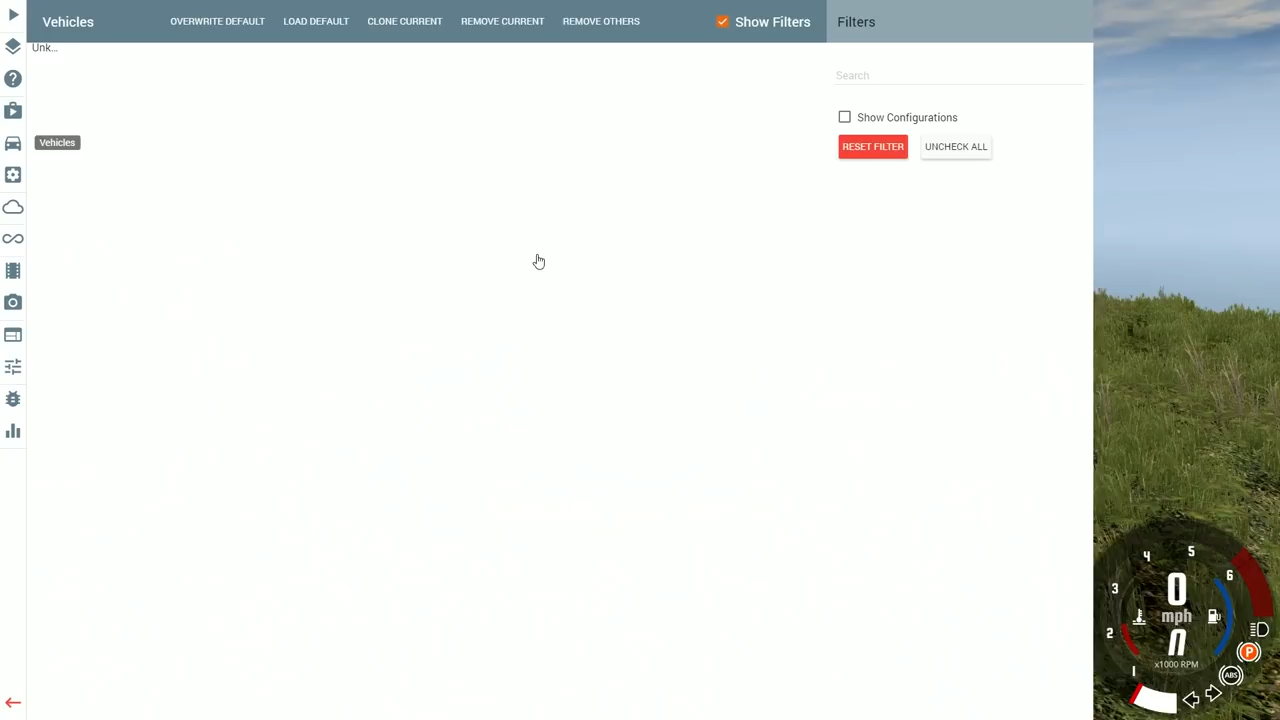 Vehicles OVERWRITE DEFAULT LOAD DEFAULT CLONE CURRENT REMOVE CURRENT REMOVE OTHERS Show Filters Filters
Unk...
Search
Show Configurations
Vehicles
RESET FILTER UNCHECK ALL
5
4
6
3
0
mph
2
n
x1000 RPM
P
ABS
1